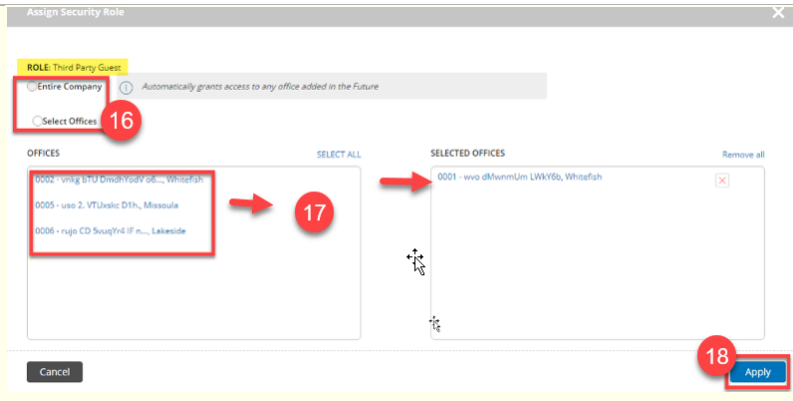 Assign Security Role
ROLE: Third Party Guest
Entire Company
Automatically grants access to any office added in the Future
Select Offices
16
OFFICES
SELECT ALL
SELECTED OFFICES
Remove all
0002 - vnkg BTU DmdhYodV o6..., Whitefish
0005 - uso 2. VTUxskc D1h., Missoula
0006 - rujo CD 5vuqYr4 IF n..., Lakeside
17
0001 - wvo dMwnmUm LWkY6b, Whitefish
18
Cancel
Apply